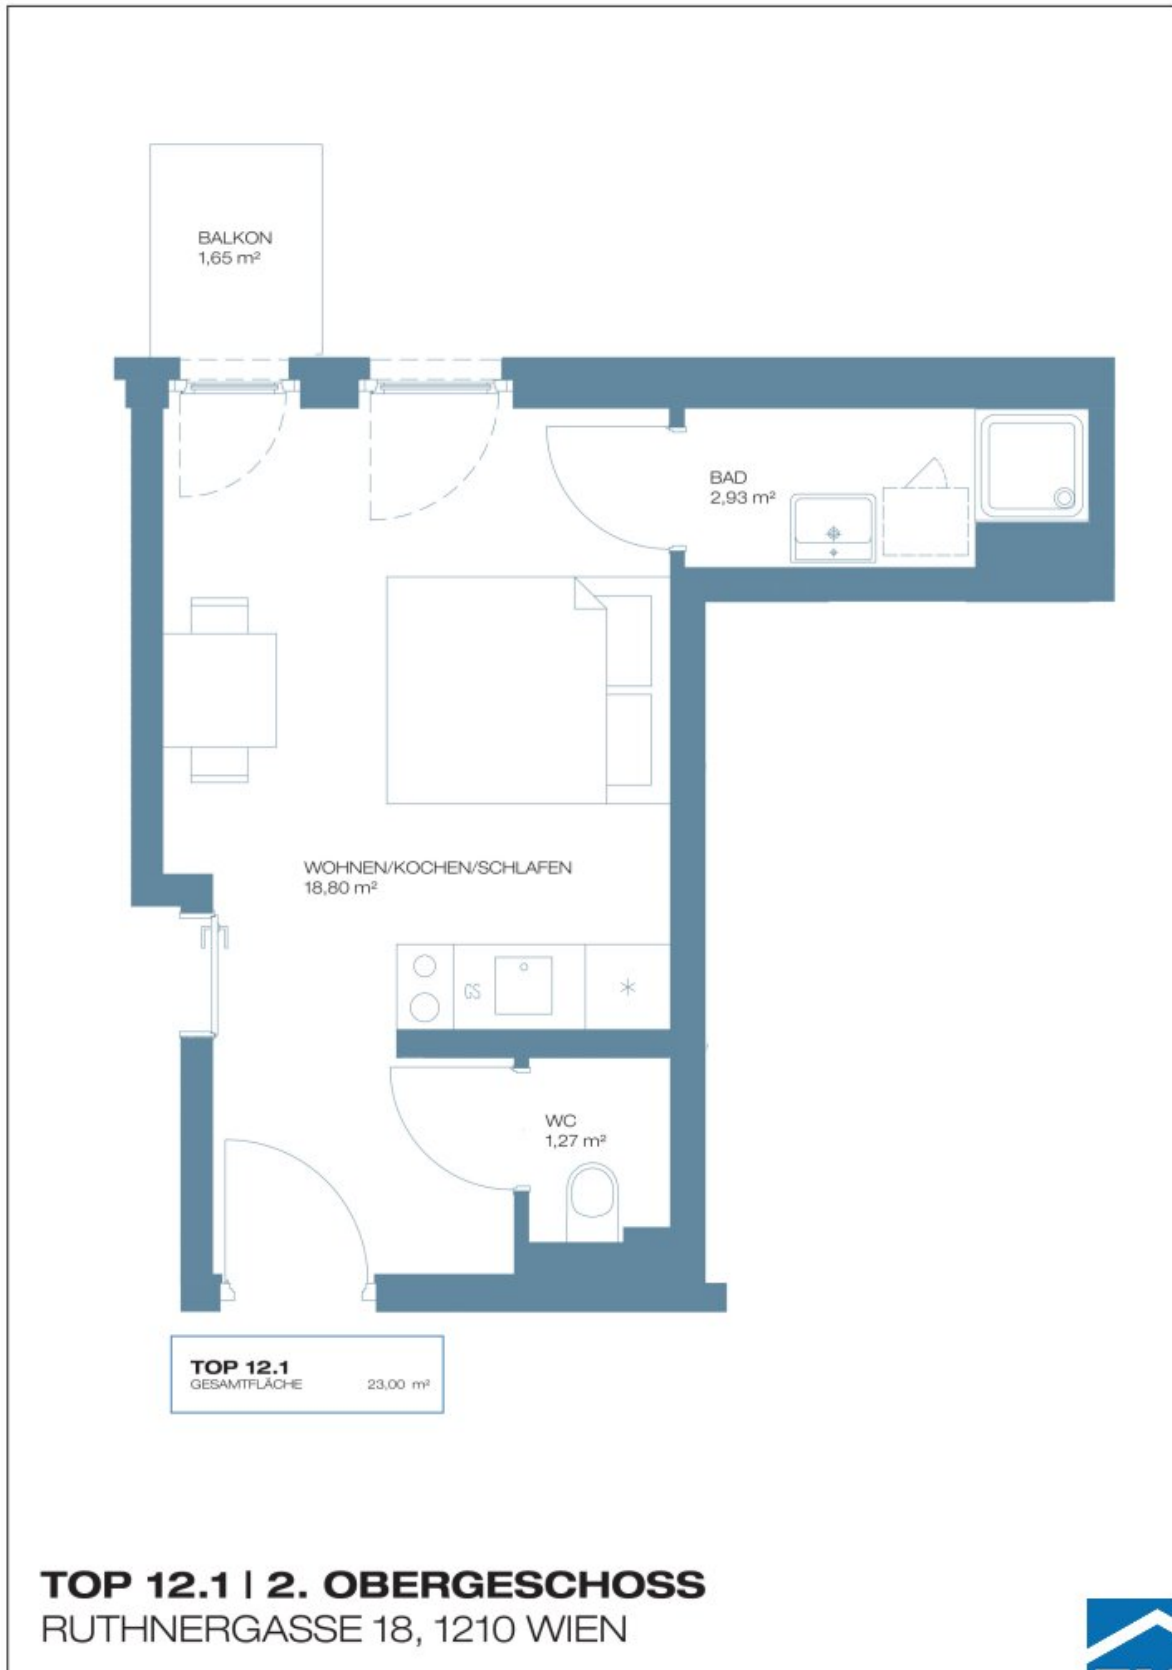 BALKON
1,65 m²
BAD
2,93 m²
WOHNEN/KOCHEN/SCHLAFEN
18,80 m²
GS
WC
1,27 m²
TOP 12.1
GESAMTFLÄCHE 23,00 m²
TOP 12.1 | 2. OBERGESCHOSS
RUTHNERGASSE 18, 1210 WIEN